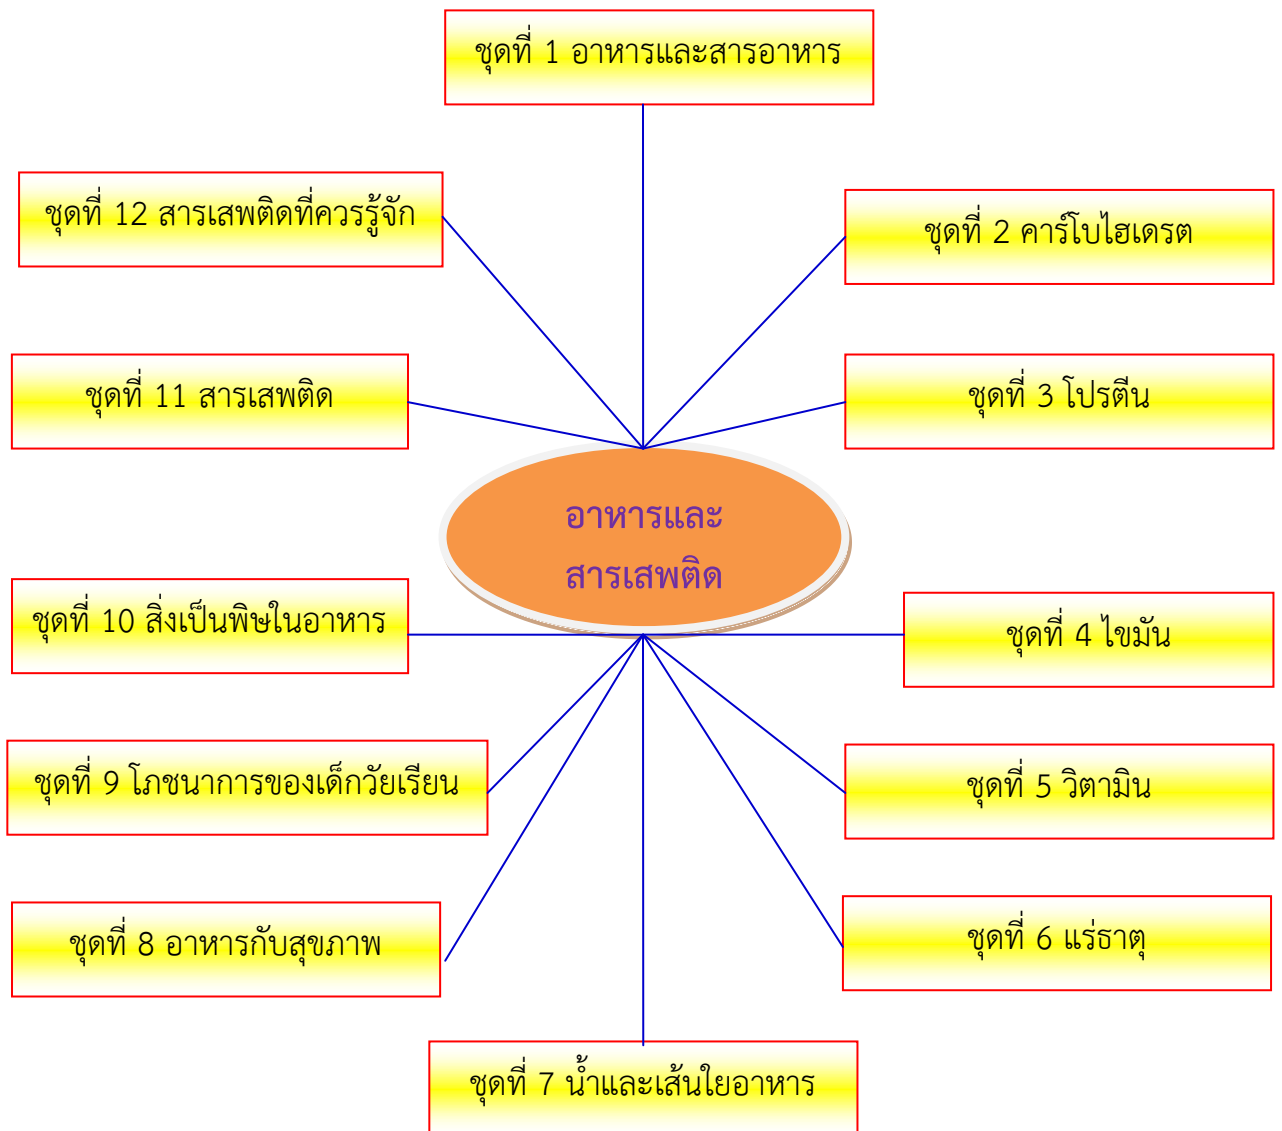 ชุดที่ 1 อาหารและสารอาหาร
ชุดที่ 12 สารเสพติดที่ควรรู้จัก
ชุดที่ 2 คาร์โบไฮเดรต
ชุดที่ 11 สารเสพติด
ชุดที่ 3 โปรตีน
อาหารและ
สารเสพติด
ชุดที่ 10 สิ่งเป็นพิษในอาหาร
ชุดที่ 4 ไขมัน
ชุดที่ 9 โภชนาการของเด็กวัยเรียน
ชุดที่ 5 วิตามิน
ชุดที่ 8 อาหารกับสุขภาพ
ชุดที่ 6 แร่ธาตุ
ชุดที่ 7 น้ำและเส้นใยอาหาร